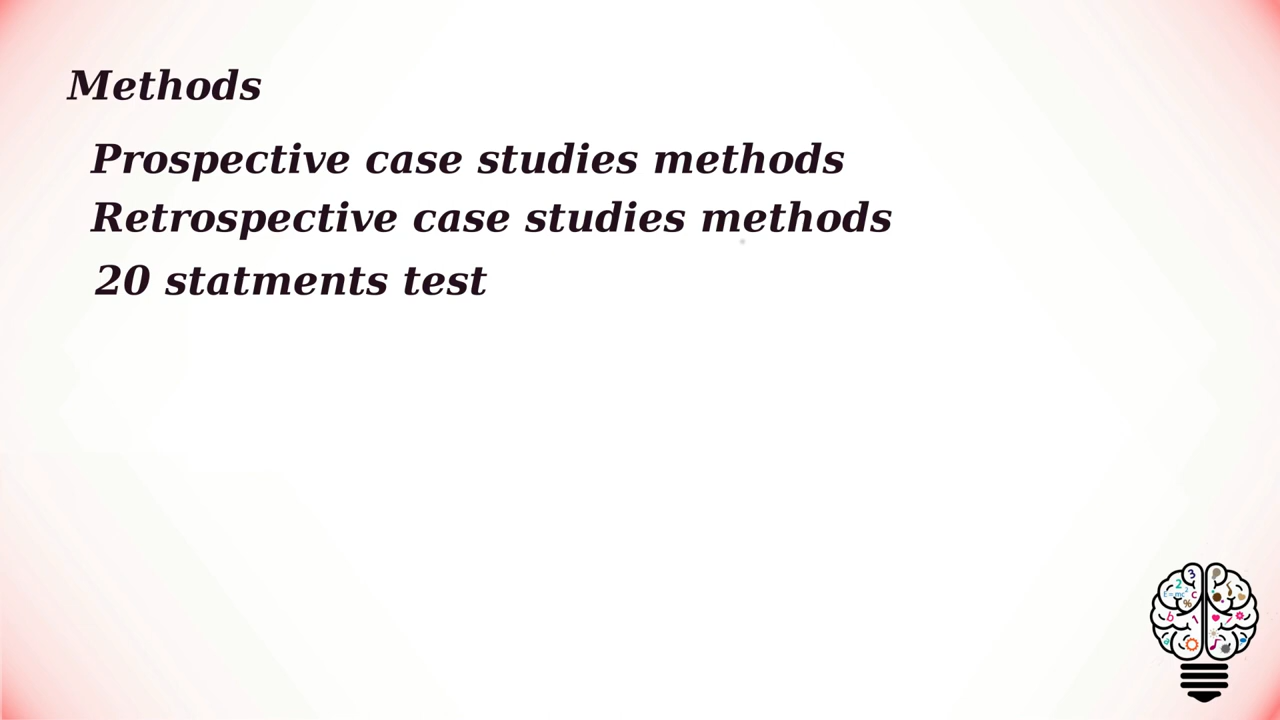 Methods
Prospective case studies methods
Retrospective case studies methods
20 statments test